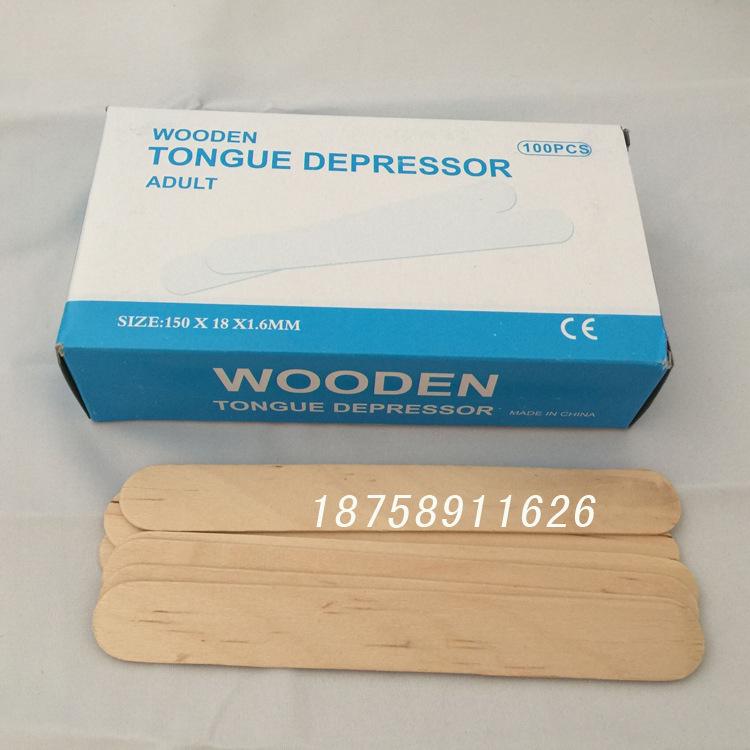 WOODEN
TONGUE DEPRESSOR
100PCS
ADULT
SIZE:150 X 18 X1.6MM
CE
WOODEN
TONGUE DEPRESSOR
MADE IN CHINA
18758911626